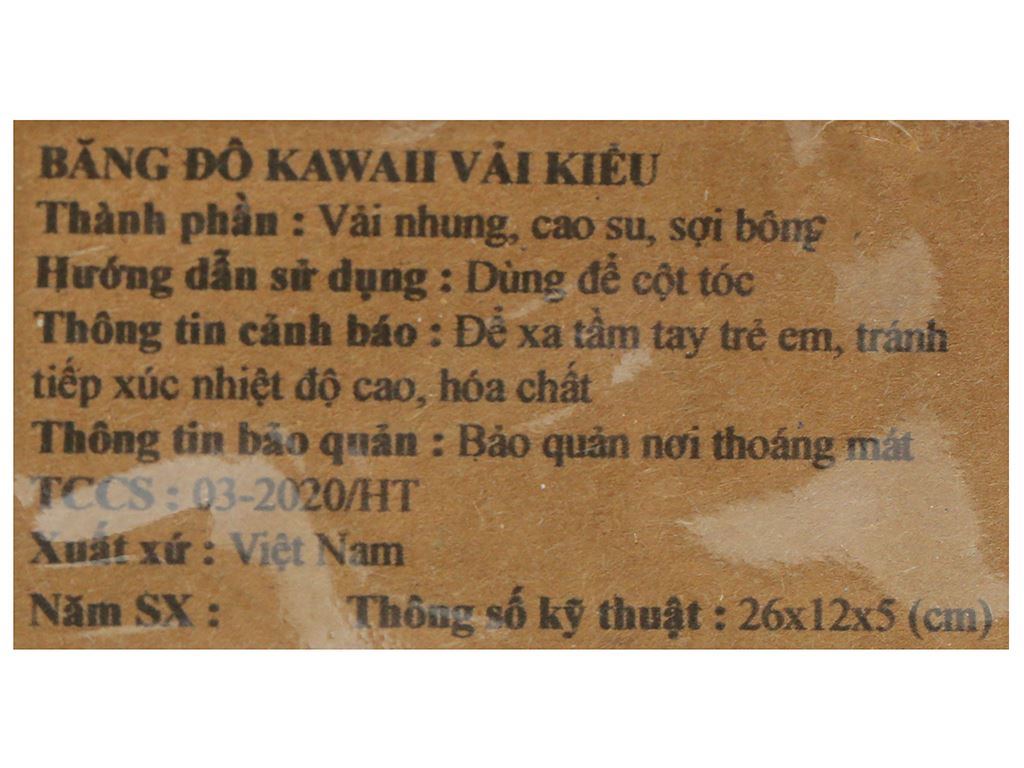 BĂNG ĐÔ KAWAII VẢI KIỂU
Thành phần : Vải nhung, cao su, sợi bông
Hướng dẫn sử dụng : Dùng để cột tóc
Thông tin cảnh báo : Để xa tầm tay trẻ em, tránh
tiếp xúc nhiệt độ cao, hóa chất
Thông tin bảo quản : Bảo quản nơi thoáng mát
TCCS : 03-2020/HT
Xuất xứ : Việt Nam
Năm SX : Thông số kỹ thuật : 26x12x5 (cm)